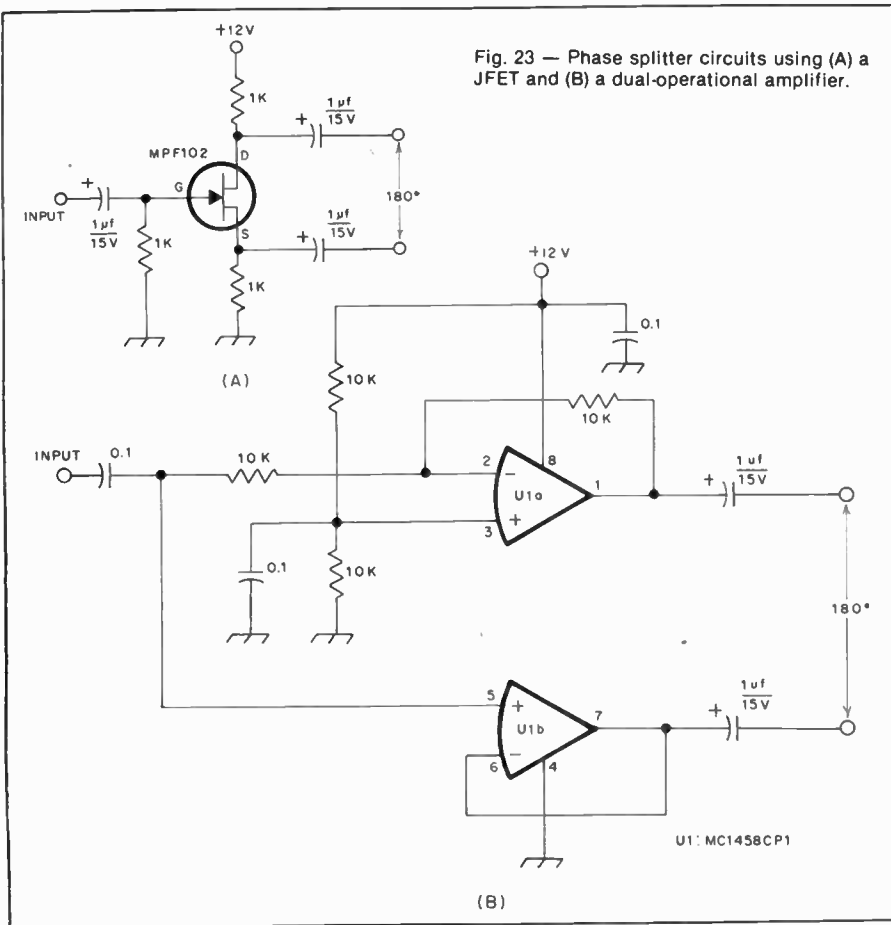 Fig. 23 — Phase splitter circuits using (A) a
JFET and (B) a dual-operational amplifier.
+12V
1K
+ 1µf
15V
MPF102
D
G
S
180°
+
INPUT
1µf
15V
1K
+ 1µf
15V
1K
(A)
+12V
0.1
10K
10K
INPUT
0.1
10K
2
−
8
U1a
1
+
3
+ 1uf
15V
0.1
10K
180°
5
+
U1b
7
−
6
4
+ 1uf
15V
U1: MC1458CP1
(B)